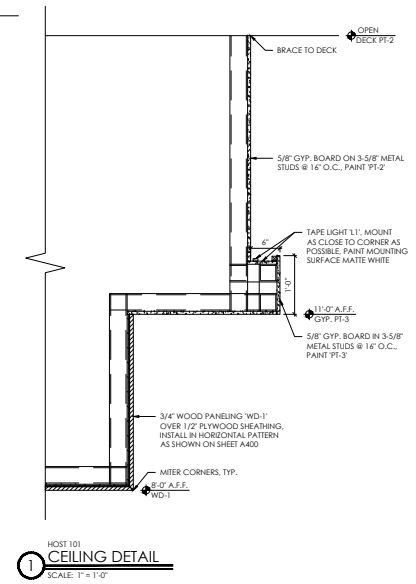 OPEN
DECK PT-2
BRACE TO DECK
5/8" GYP. BOARD ON 3-5/8" METAL
STUDS @ 16" O.C., PAINT 'PT-2'
6"
TAPE LIGHT 'L1', MOUNT
AS CLOSE TO CORNER AS
POSSIBLE, PAINT MOUNTING
SURFACE MATTE WHITE
1'-0"
11'-0" A.F.F.
GYP. PT-3
5/8" GYP. BOARD IN 3-5/8"
METAL STUDS @ 16" O.C.,
PAINT 'PT-3'
3/4" WOOD PANELING 'WD-1'
OVER 1/2" PLYWOOD SHEATHING,
INSTALL IN HORIZONTAL PATTERN
AS SHOWN ON SHEET A400
MITER CORNERS, TYP.
8'-0" A.F.F.
WD-1
HOST 101
1 CEILING DETAIL
SCALE: 1" = 1'-0"